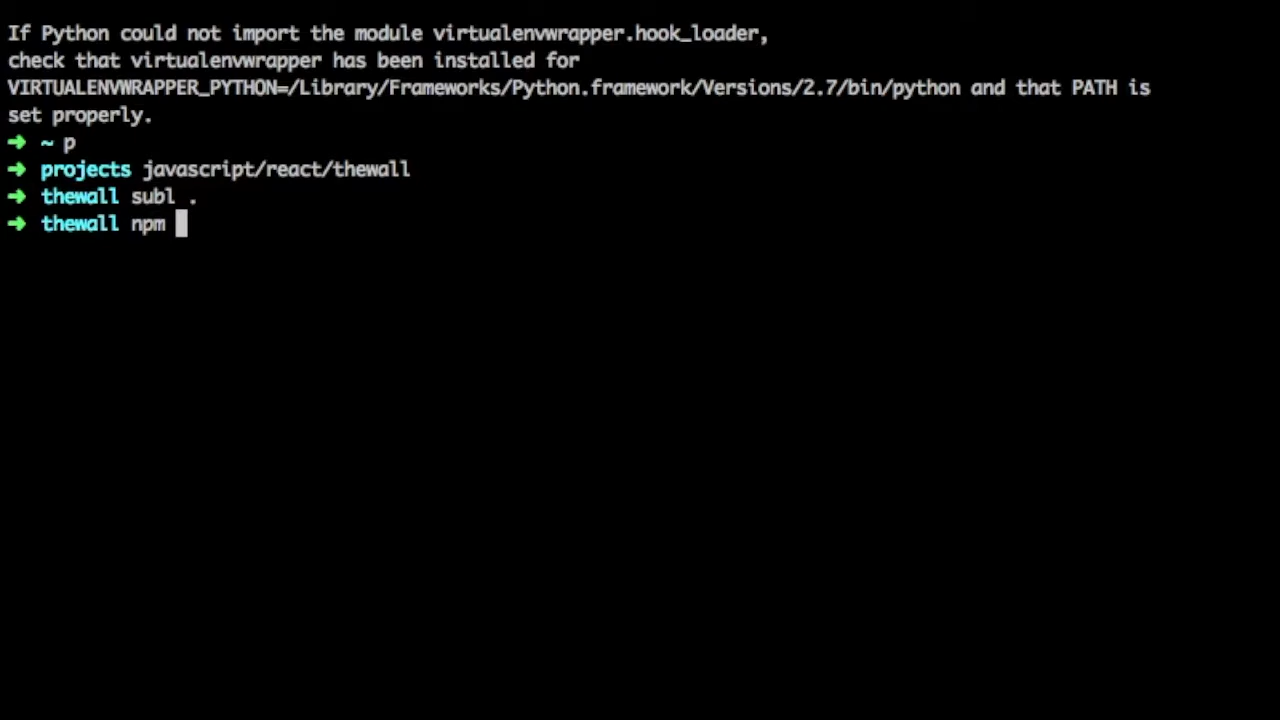 If Python could not import the module virtualenvwrapper.hook_loader,
check that virtualenvwrapper has been installed for
VIRTUALENVWRAPPER_PYTHON=/Library/Frameworks/Python.framework/Versions/2.7/bin/python and that PATH is
set properly.
➜ ~ p
➜ projects javascript/react/thewall
➜ thewall subl .
➜ thewall npm